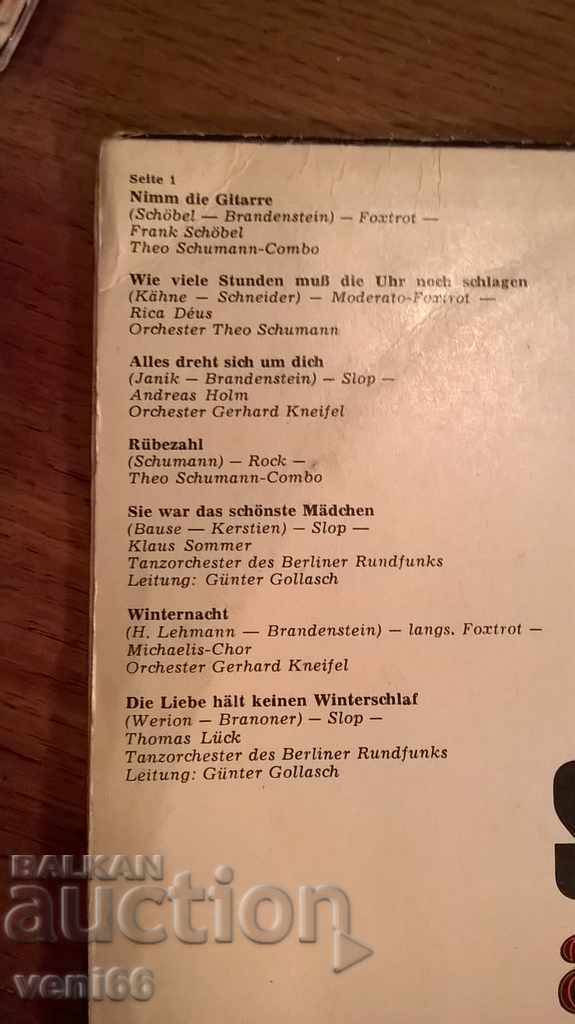 Seite 1
Nimm die Gitarre
(Schöbel — Brandenstein) — Foxtrot —
Frank Schöbel
Theo Schumann-Combo
Wie viele Stunden muß die Uhr noch schlagen
(Kähne — Schneider) — Moderato-Foxtrot —
Rica Déus
Orchester Theo Schumann
Alles dreht sich um dich
(Janik — Brandenstein) — Slop —
Andreas Holm
Orchester Gerhard Kneifel
Rübezahl
(Schumann) — Rock —
Theo Schumann-Combo
Sie war das schönste Mädchen
(Bause — Kerstien) — Slop —
Klaus Sommer
Tanzorchester des Berliner Rundfunks
Leitung: Günter Gollasch
Winternacht
(H. Lehmann — Brandenstein) — langs. Foxtrot —
Michaelis-Chor
Orchester Gerhard Kneifel
Die Liebe hält keinen Winterschlaf
(Werion — Branoner) — Slop —
Thomas Lück
Tanzorchester des Berliner Rundfunks
Leitung: Günter Gollasch
BALKAN
auction
veni66